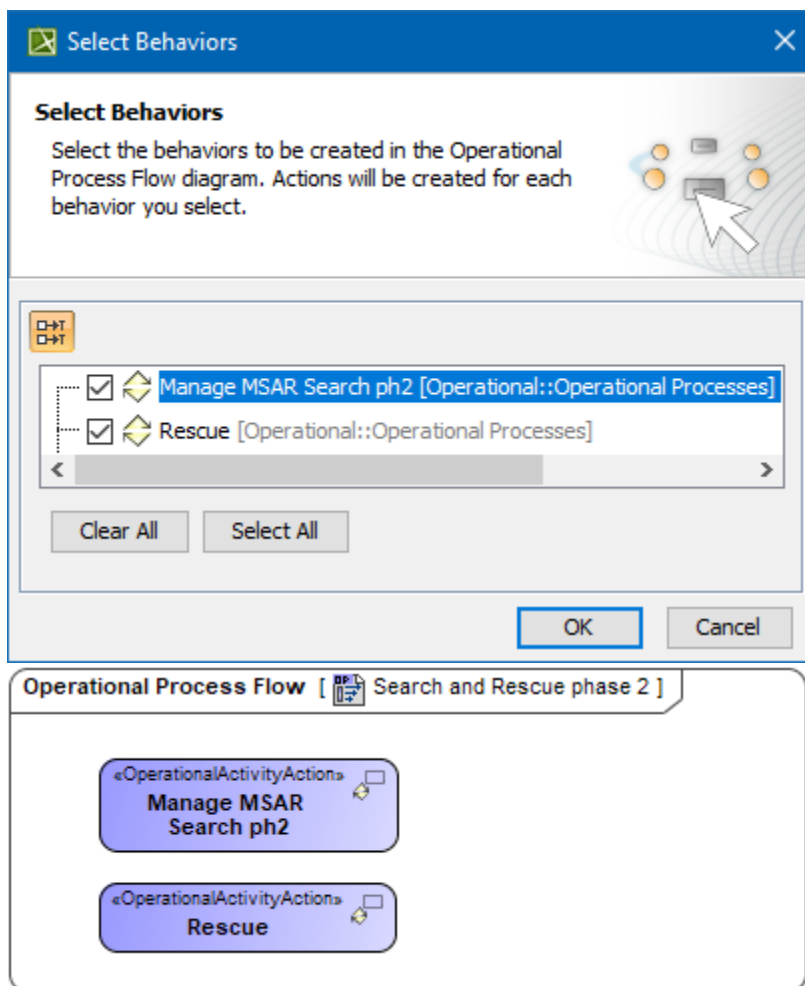 Select Behaviors
Select Behaviors
Select the behaviors to be created in the Operational
Process Flow diagram. Actions will be created for each
behavior you select.
Manage MSAR Search ph2 [Operational::Operational Processes]
Rescue [Operational::Operational Processes]
Clear All
Select All
OK
Cancel
Operational Process Flow [ Search and Rescue phase 2 ]
«OperationalActivityAction»
Manage MSAR
Search ph2
«OperationalActivityAction»
Rescue